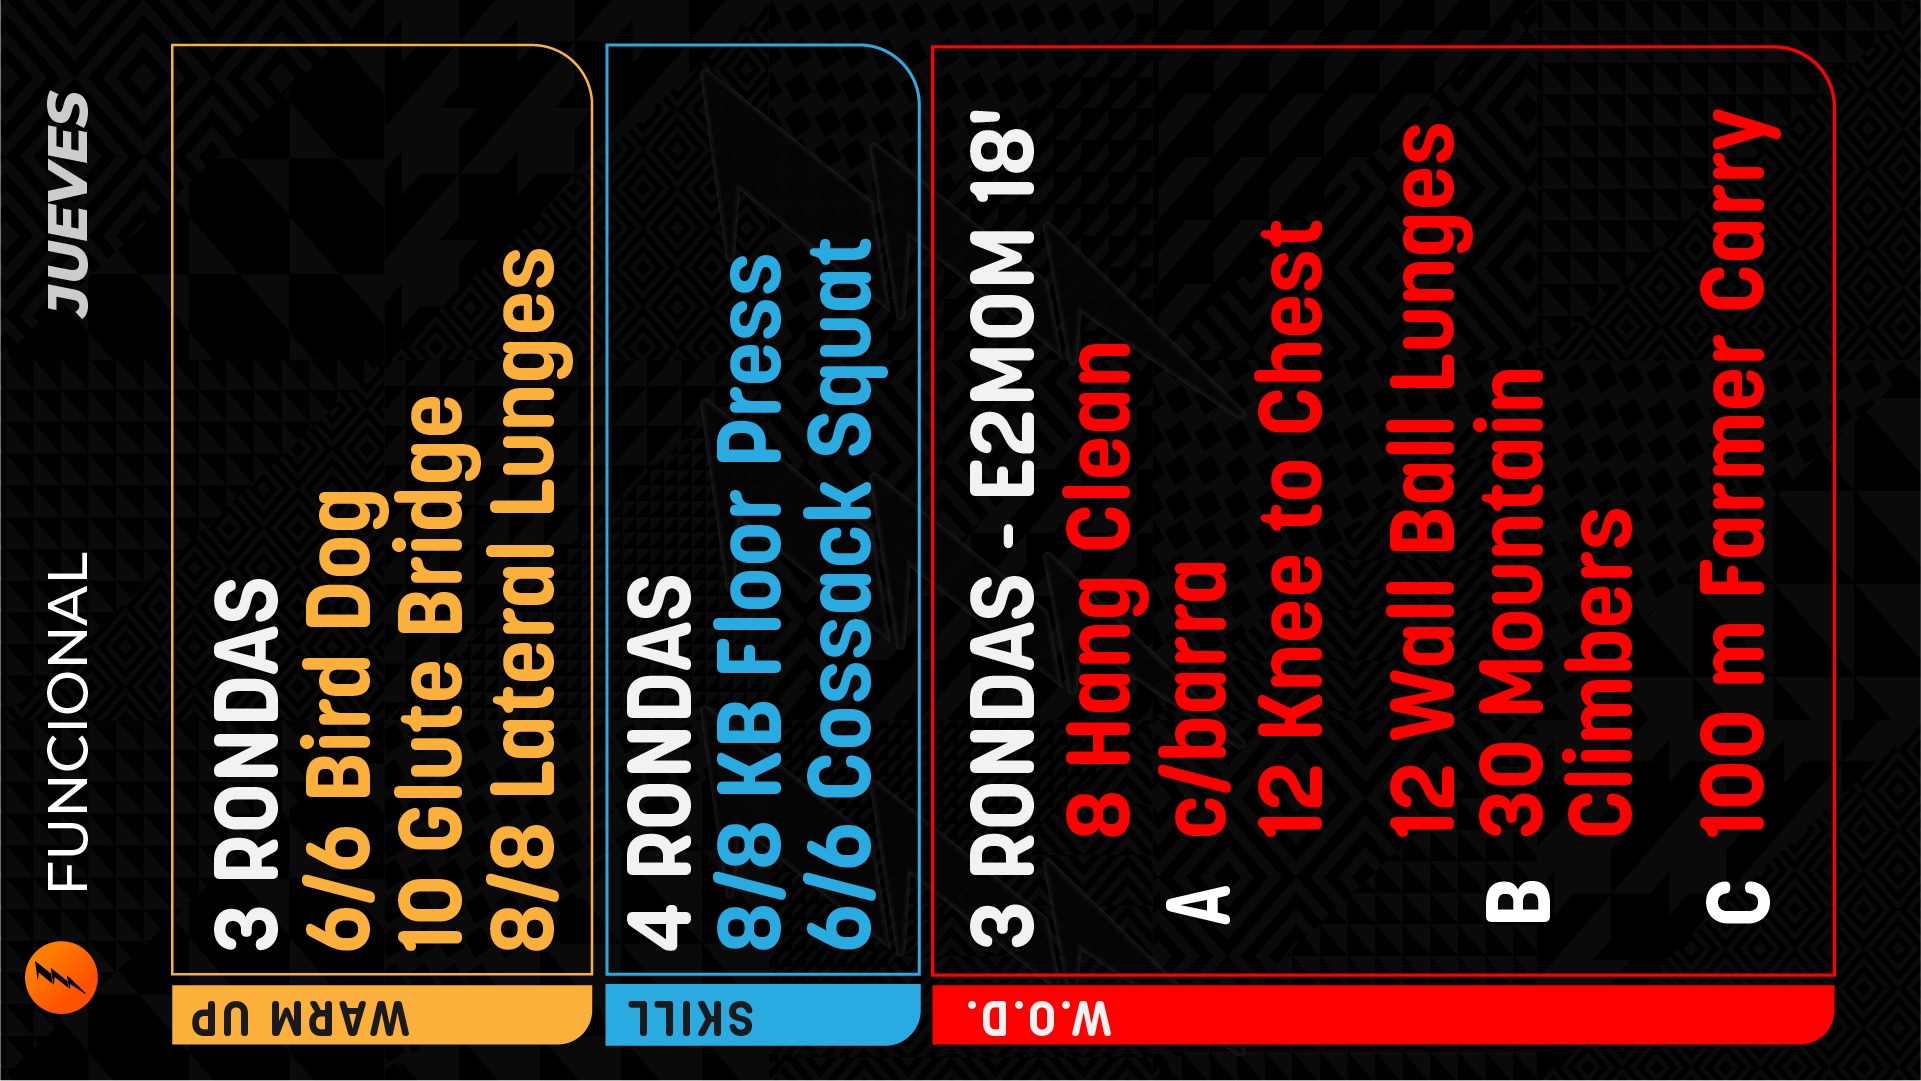 FUNCIONAL
JUEVES
WARM UP
3 RONDAS
6/6 Bird Dog
10 Glute Bridge
8/8 Lateral Lunges
SKILL
4 RONDAS
8/8 KB Floor Press
6/6 Cossack Squat
W.O.D.
3 RONDAS - E2MOM 18'
A
8 Hang Clean
c/barra
12 Knee to Chest
B
12 Wall Ball Lunges
30 Mountain
Climbers
C
100 m Farmer Carry